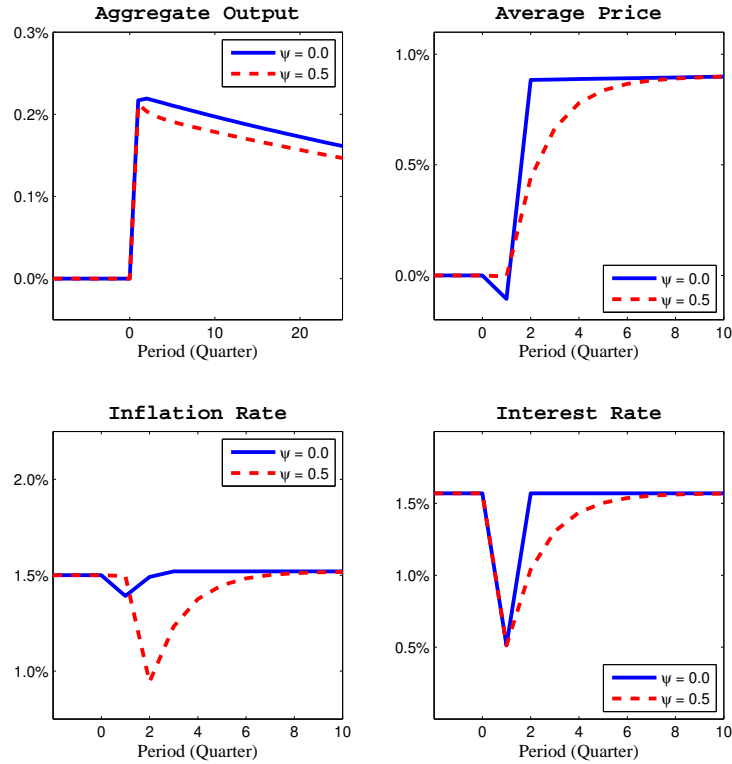 Aggregate Output
0.3%
0.2%
0.1%
0.0%
ψ = 0.0
ψ = 0.5
0 10 20
Period (Quarter)
Average Price
1.0%
0.5%
0.0%
ψ = 0.0
ψ = 0.5
0 2 4 6 8 10
Period (Quarter)
Inflation Rate
2.0%
1.5%
1.0%
ψ = 0.0
ψ = 0.5
0 2 4 6 8 10
Period (Quarter)
Interest Rate
1.5%
1.0%
0.5%
ψ = 0.0
ψ = 0.5
0 2 4 6 8 10
Period (Quarter)